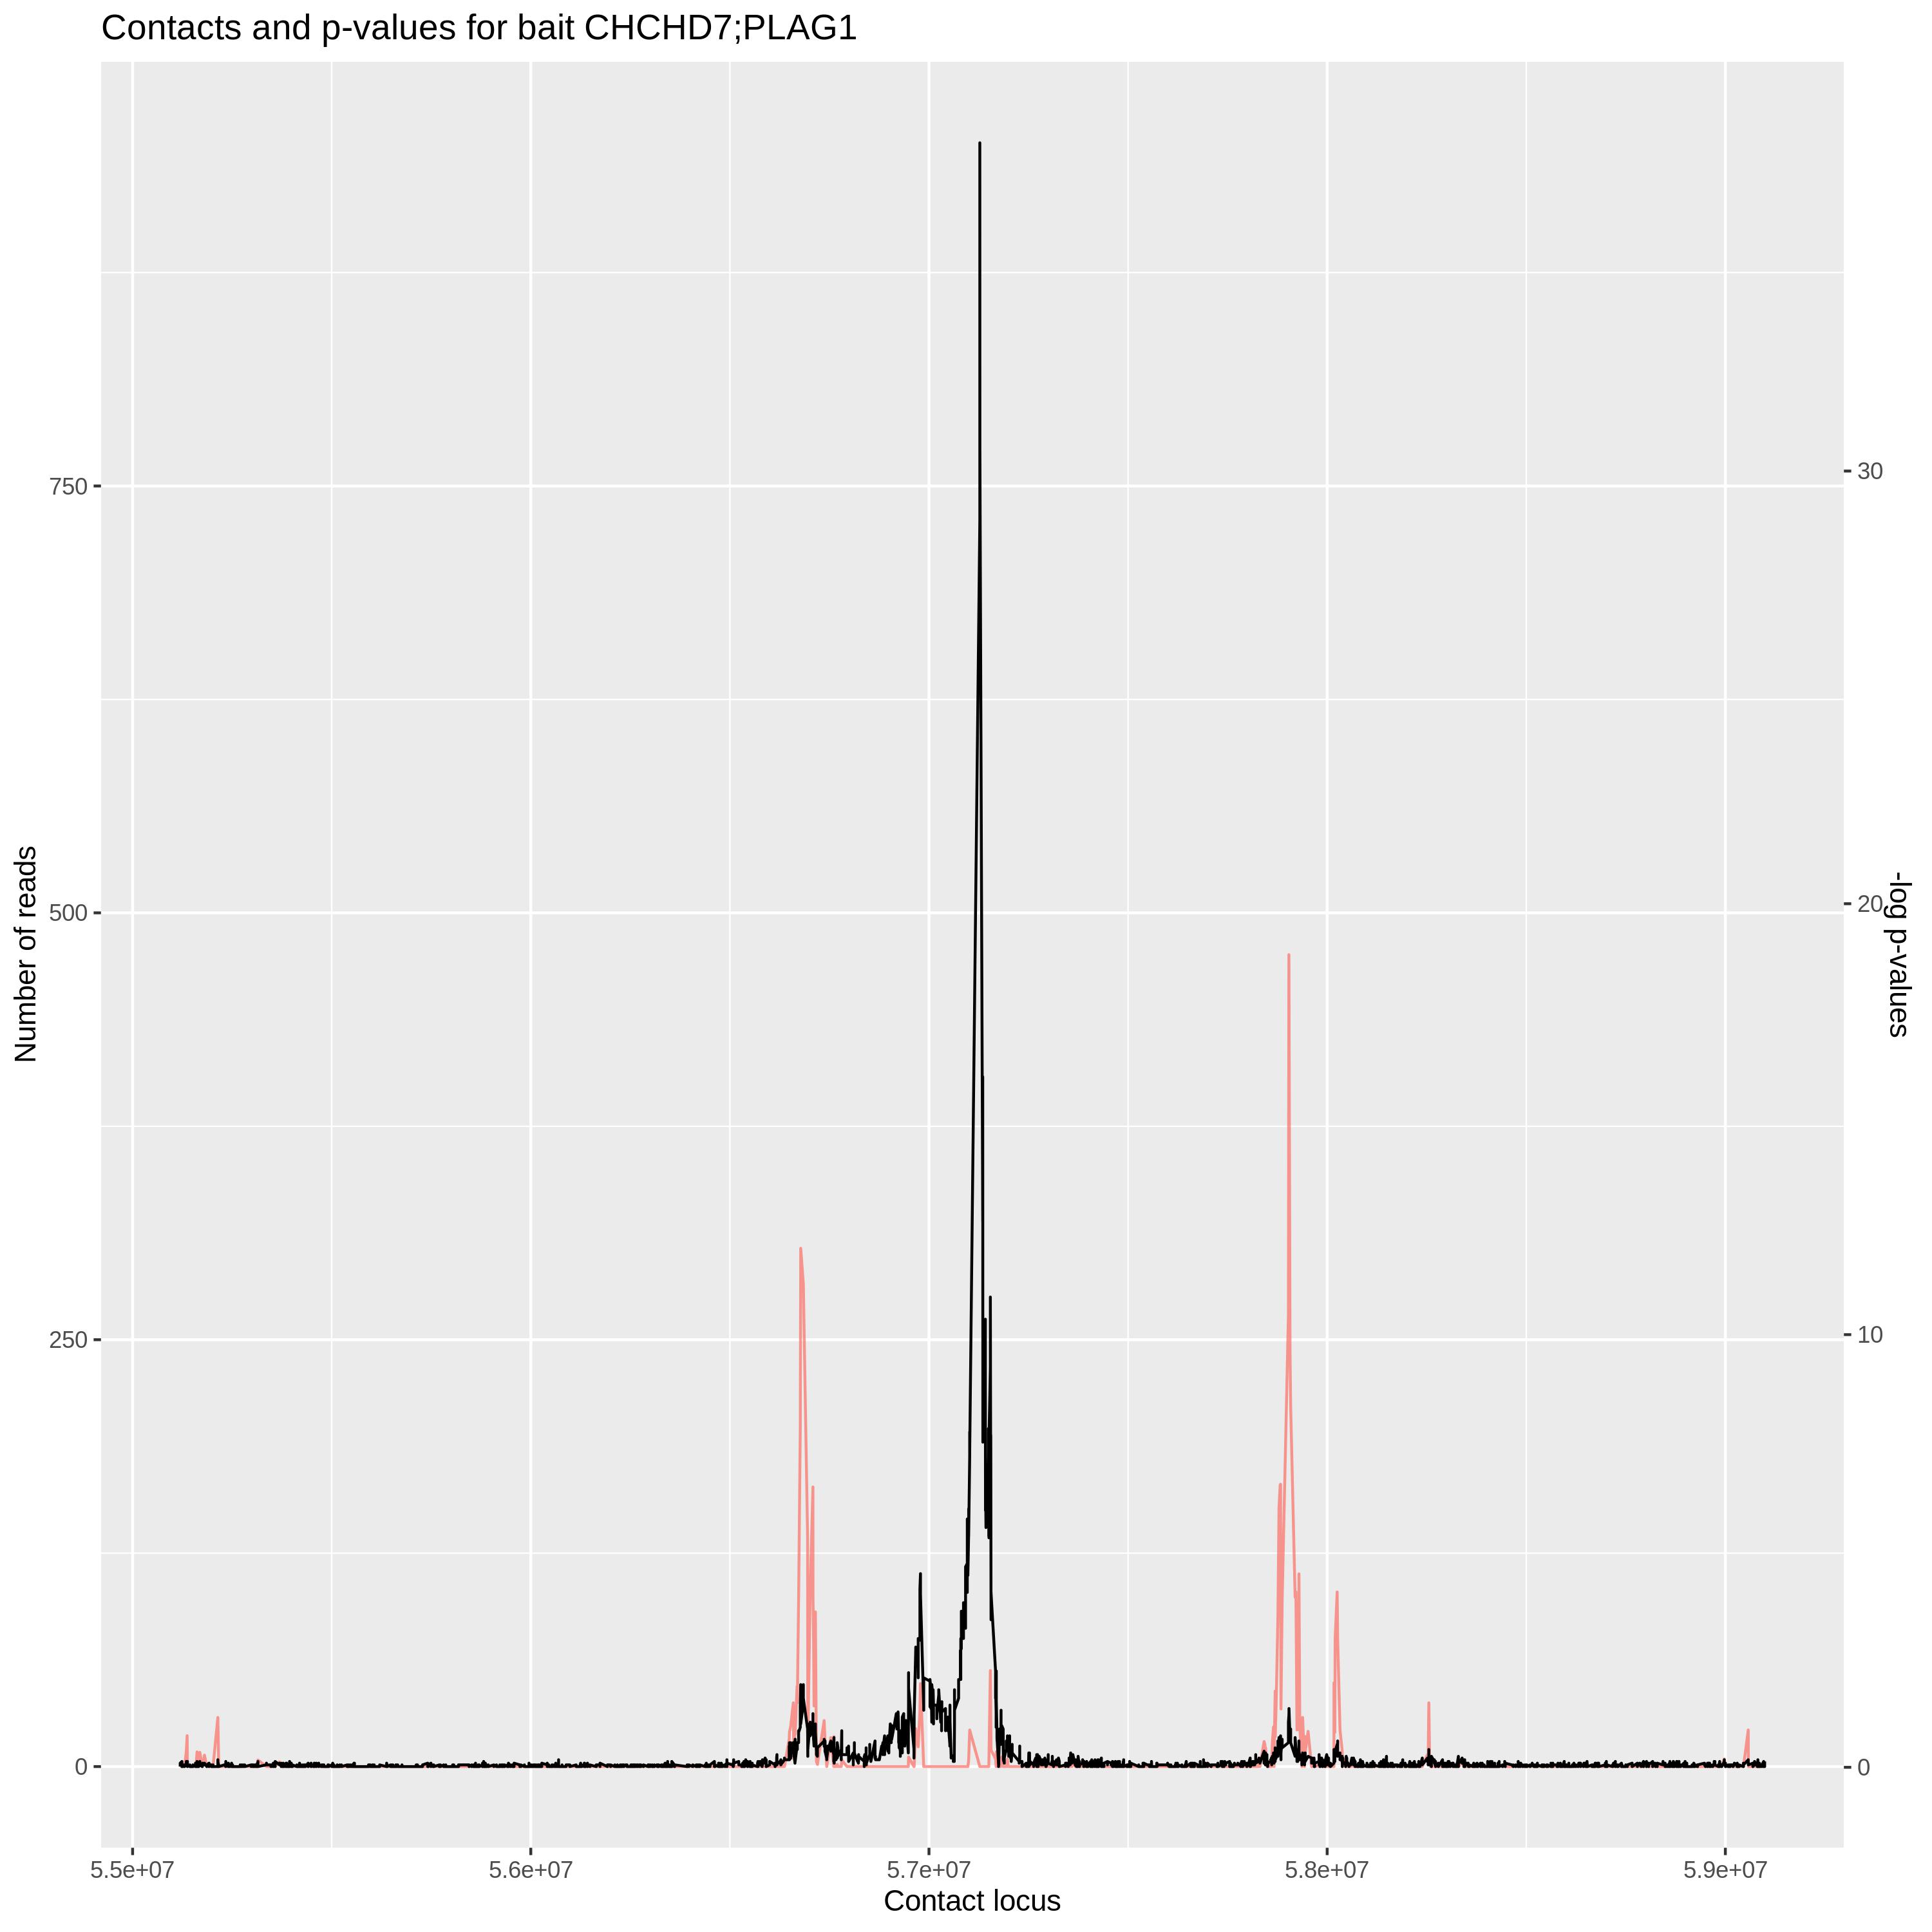 Contacts and p-values for bait CHCHD7;PLAG1
Number of reads
750
500
250
0
30
20
10
0
-log p-values
5.5e+07 5.6e+07 5.7e+07 5.8e+07 5.9e+07
Contact locus